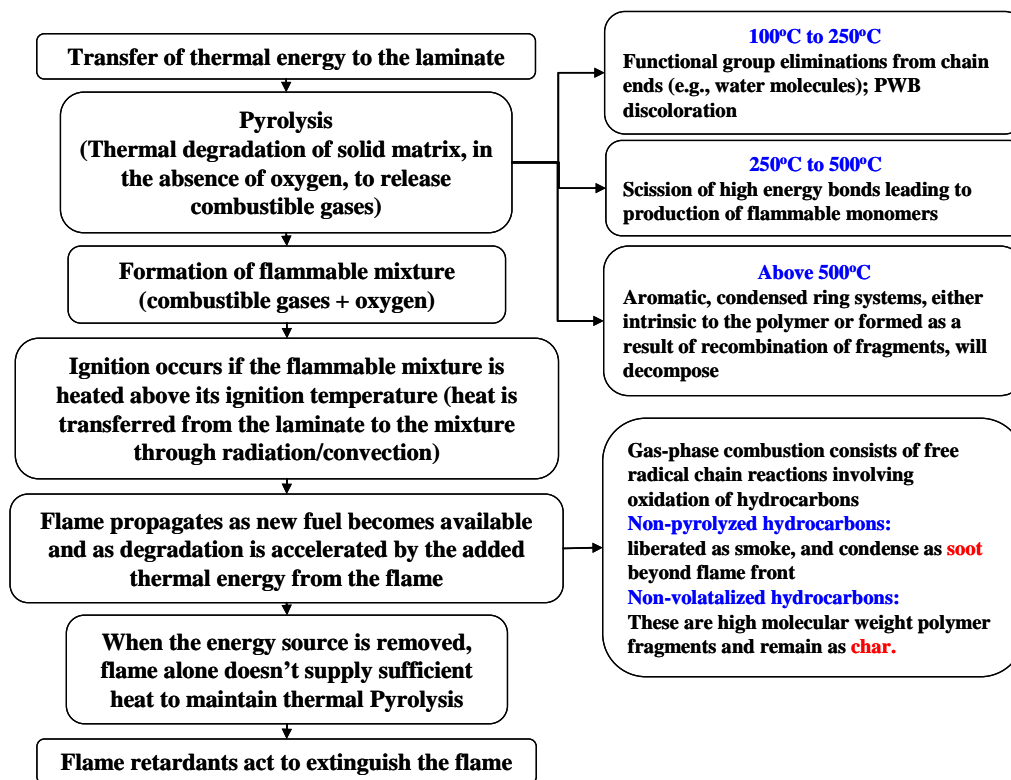 Transfer of thermal energy to the laminate
Pyrolysis
(Thermal degradation of solid matrix, in
the absence of oxygen, to release
combustible gases)
Formation of flammable mixture
(combustible gases + oxygen)
Ignition occurs if the flammable mixture is
heated above its ignition temperature (heat is
transferred from the laminate to the mixture
through radiation/convection)
Flame propagates as new fuel becomes available
and as degradation is accelerated by the added
thermal energy from the flame
When the energy source is removed,
flame alone doesn’t supply sufficient
heat to maintain thermal Pyrolysis
Flame retardants act to extinguish the flame
100°C to 250°C
Functional group eliminations from chain
ends (e.g., water molecules); PWB
discoloration
250°C to 500°C
Scission of high energy bonds leading to
production of flammable monomers
Above 500°C
Aromatic, condensed ring systems, either
intrinsic to the polymer or formed as a
result of recombination of fragments, will
decompose
Gas-phase combustion consists of free
radical chain reactions involving
oxidation of hydrocarbons
Non-pyrolyzed hydrocarbons:
liberated as smoke, and condense as soot
beyond flame front
Non-volatalized hydrocarbons:
These are high molecular weight polymer
fragments and remain as char.